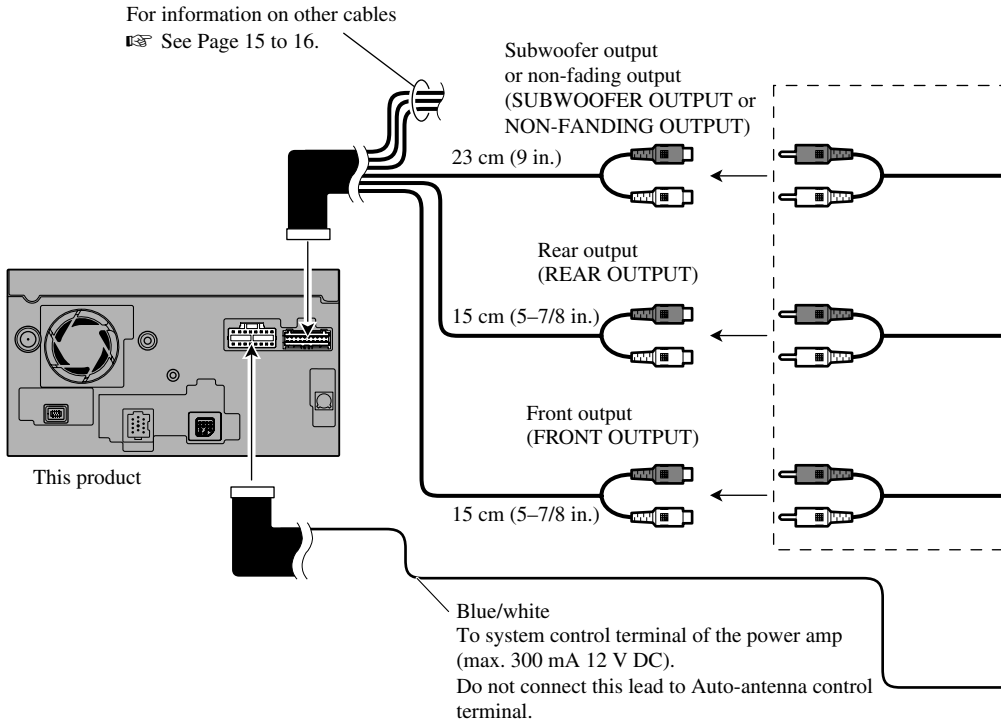 For information on other cables
☞ See Page 15 to 16.
Subwoofer output
or non-fading output
(SUBWOOFER OUTPUT or
NON-FANDING OUTPUT)
23 cm (9 in.)
Rear output
(REAR OUTPUT)
15 cm (5–7/8 in.)
Front output
(FRONT OUTPUT)
15 cm (5–7/8 in.)
This product
Blue/white
To system control terminal of the power amp
(max. 300 mA 12 V DC).
Do not connect this lead to Auto-antenna control
terminal.